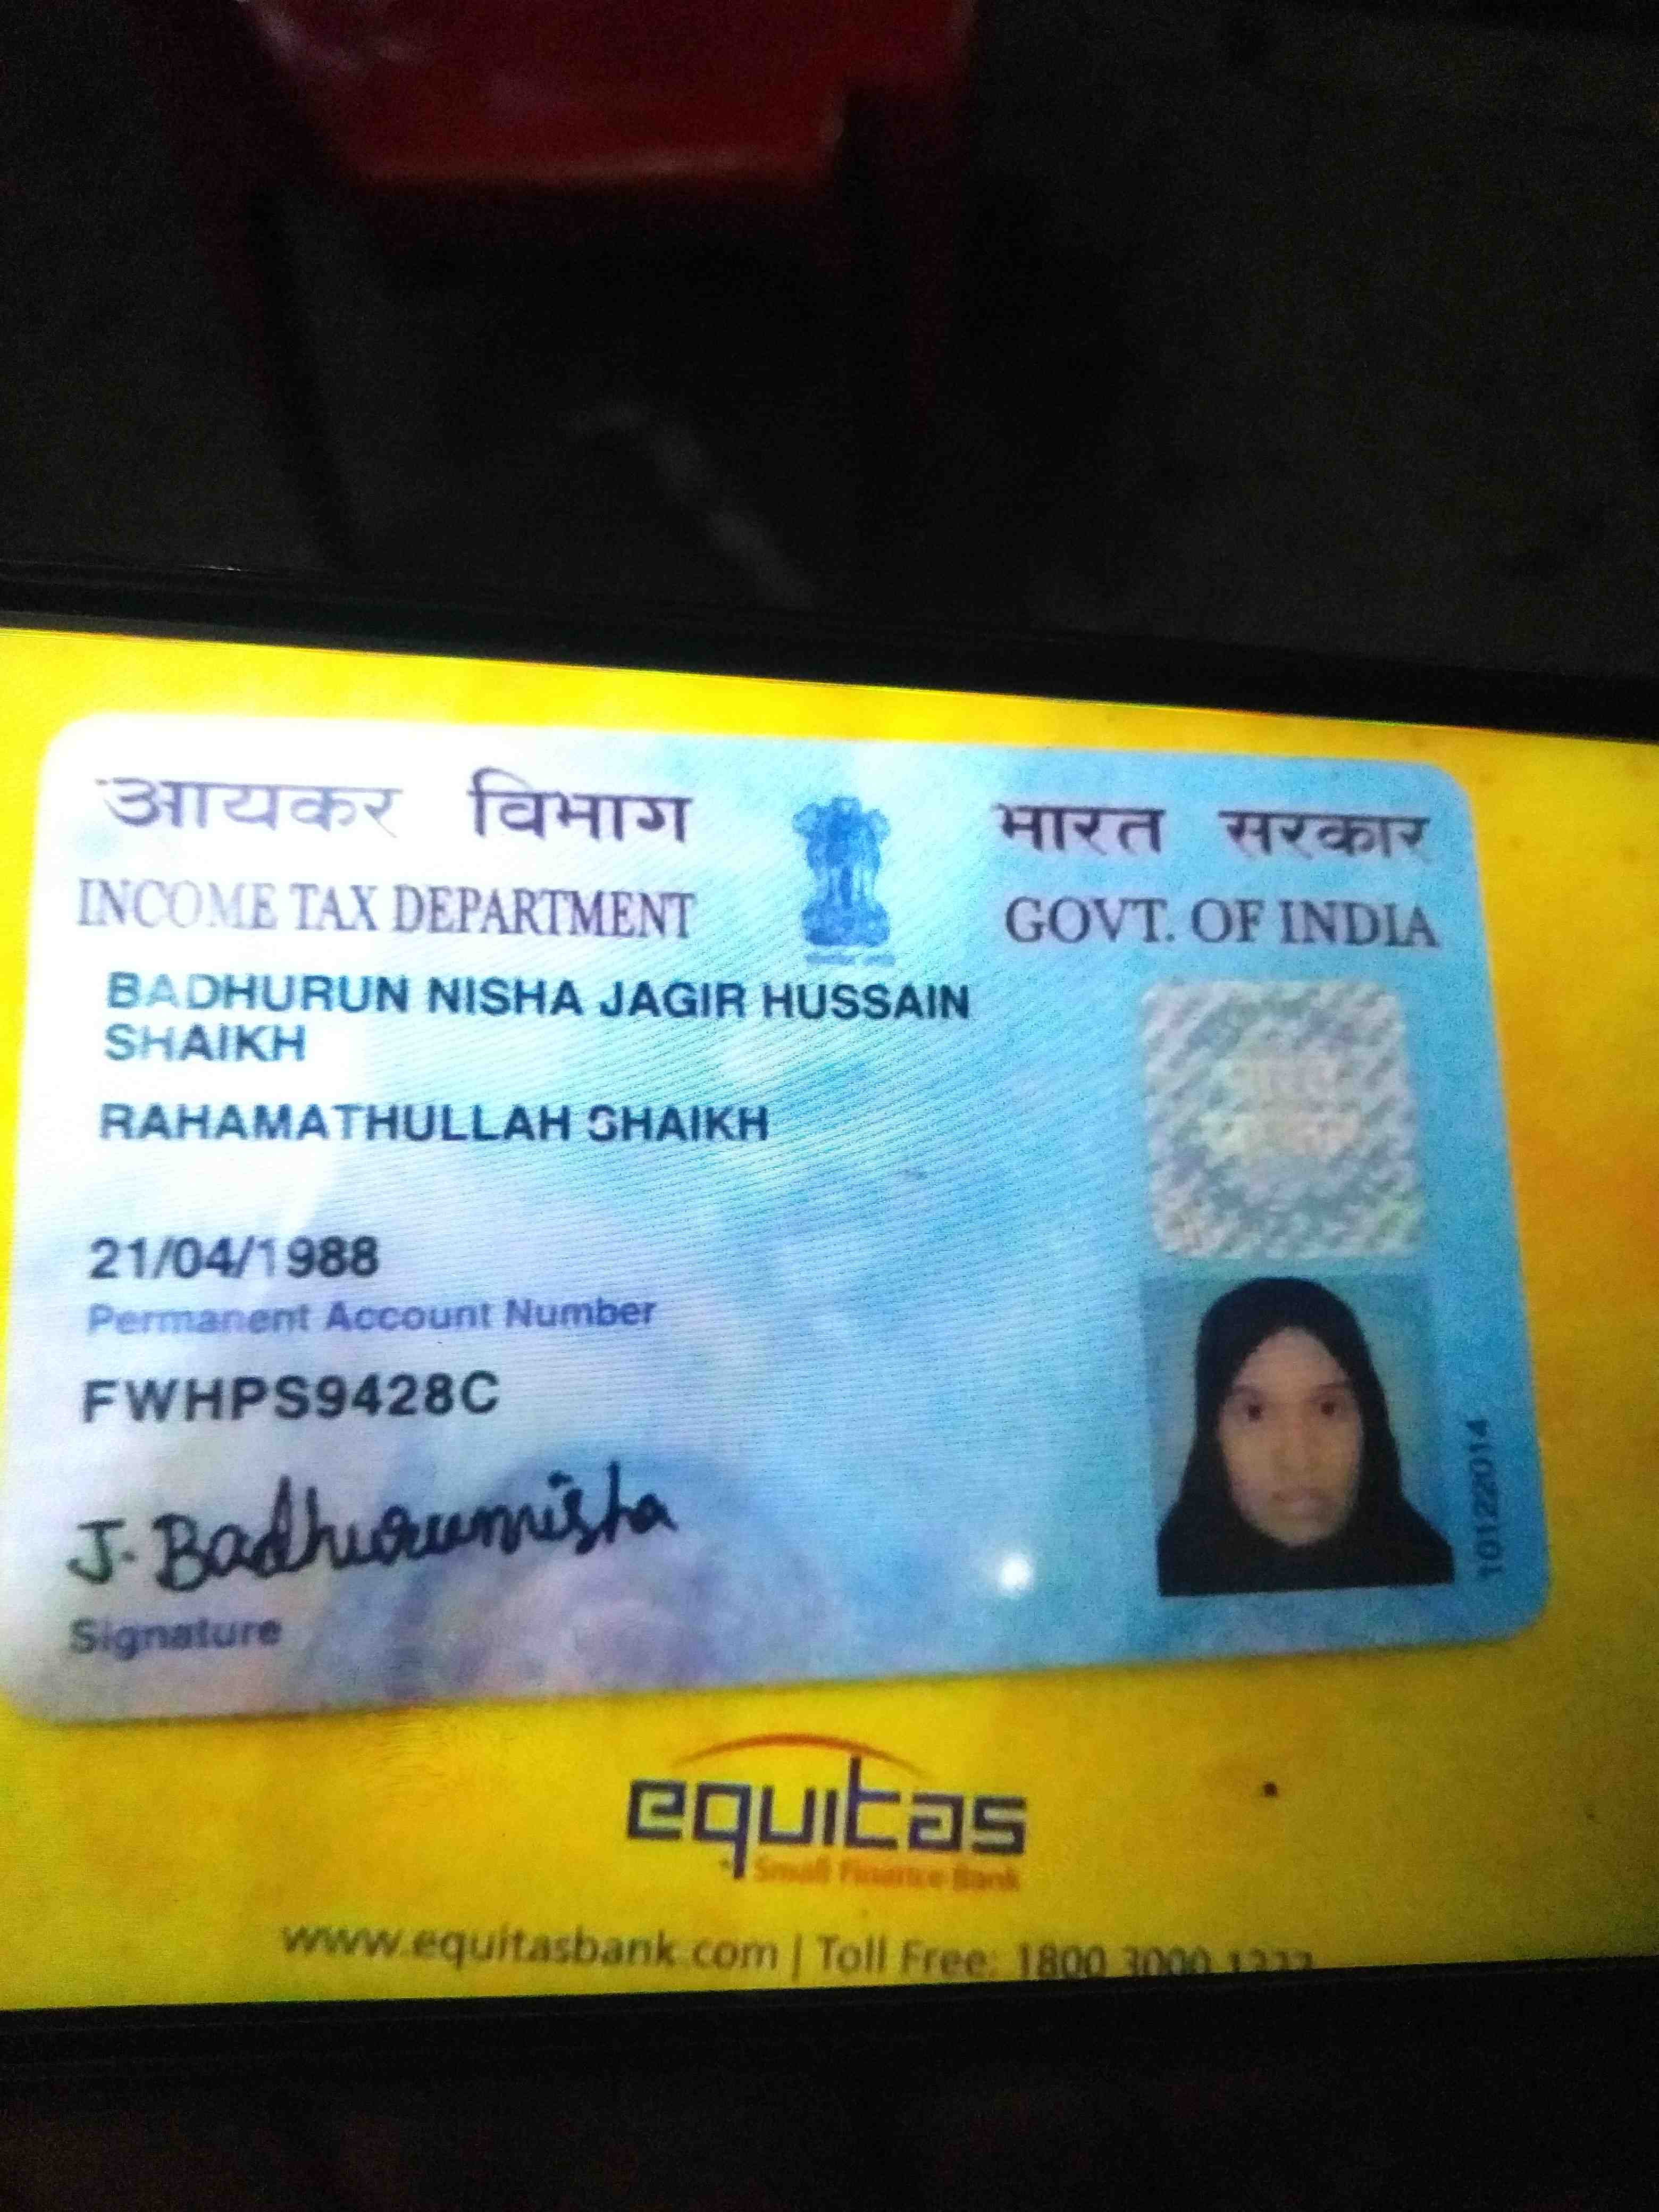 आयकर विभाग भारत सरकार
INCOME TAX DEPARTMENT GOVT. OF INDIA
BADHURUN NISHA JAGIR HUSSAIN
SHAIKH
RAHAMATHULLAH SHAIKH
21/04/1988
Permanent Account Number
FWHPS9428C
J. Badhurunnisha
Signature
10122014
equitas
Small Finance Bank
www.equitasbank.com | Toll Free: 1800 3000